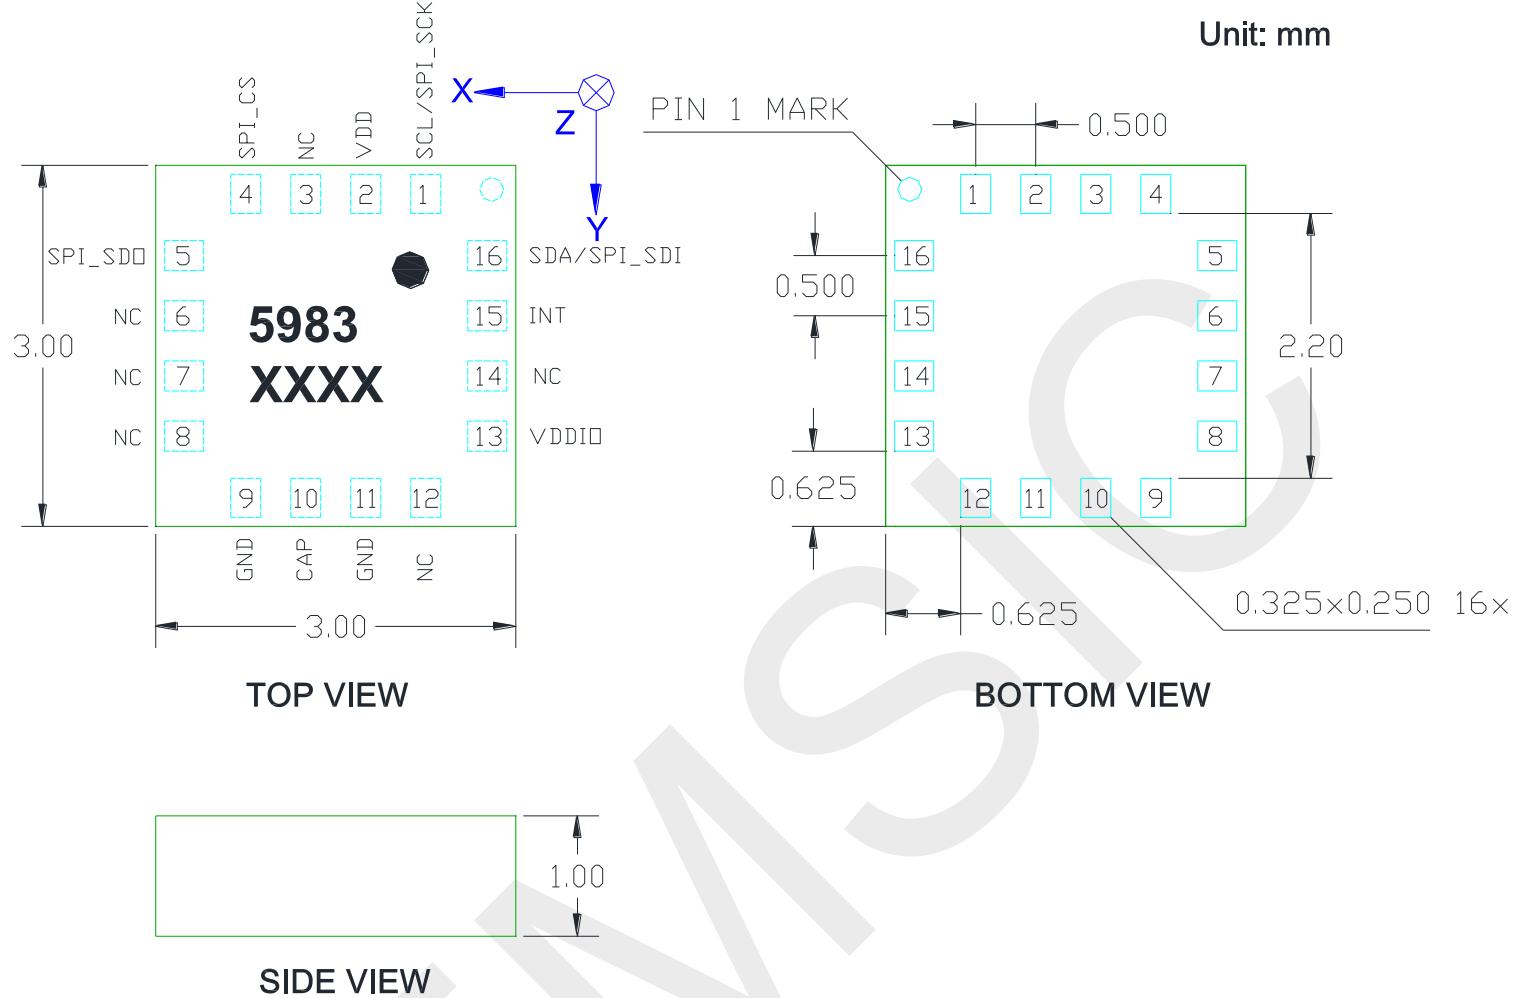 Unit: mm
SCL/SPI_SCK
SPI_CS
NC
VDD
X
Z
Y
PIN 1 MARK
0.500
4 3 2 1
1 2 3 4
SPI_SDO
5
16
SDA/SPI_SDI
16
5
0.500
NC
6
5983
15
INT
15
6
3.00
2.20
NC
7
XXXX
14
NC
14
7
NC
8
13
VDDIO
13
8
0.625
9 10 11 12
12 11 10 9
GND
CAP
GND
NC
3.00
0.625
0.325x0.250 16x
TOP VIEW
BOTTOM VIEW
1.00
SIDE VIEW
MSIC